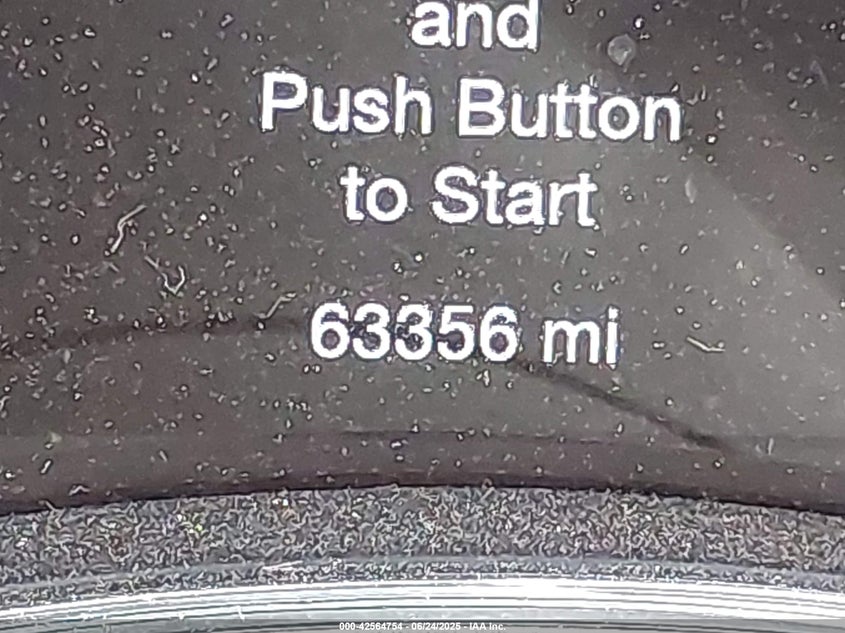 and
Push Button
to Start
63356 mi
000-42564754 - 06/24/2025 - IAA Inc.